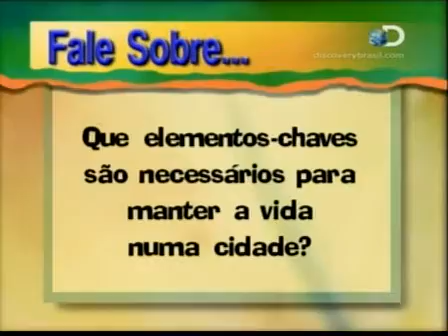 Fale Sobre...
discoverybrasil.com
Que elementos-chaves
são necessários para
manter a vida
numa cidade?